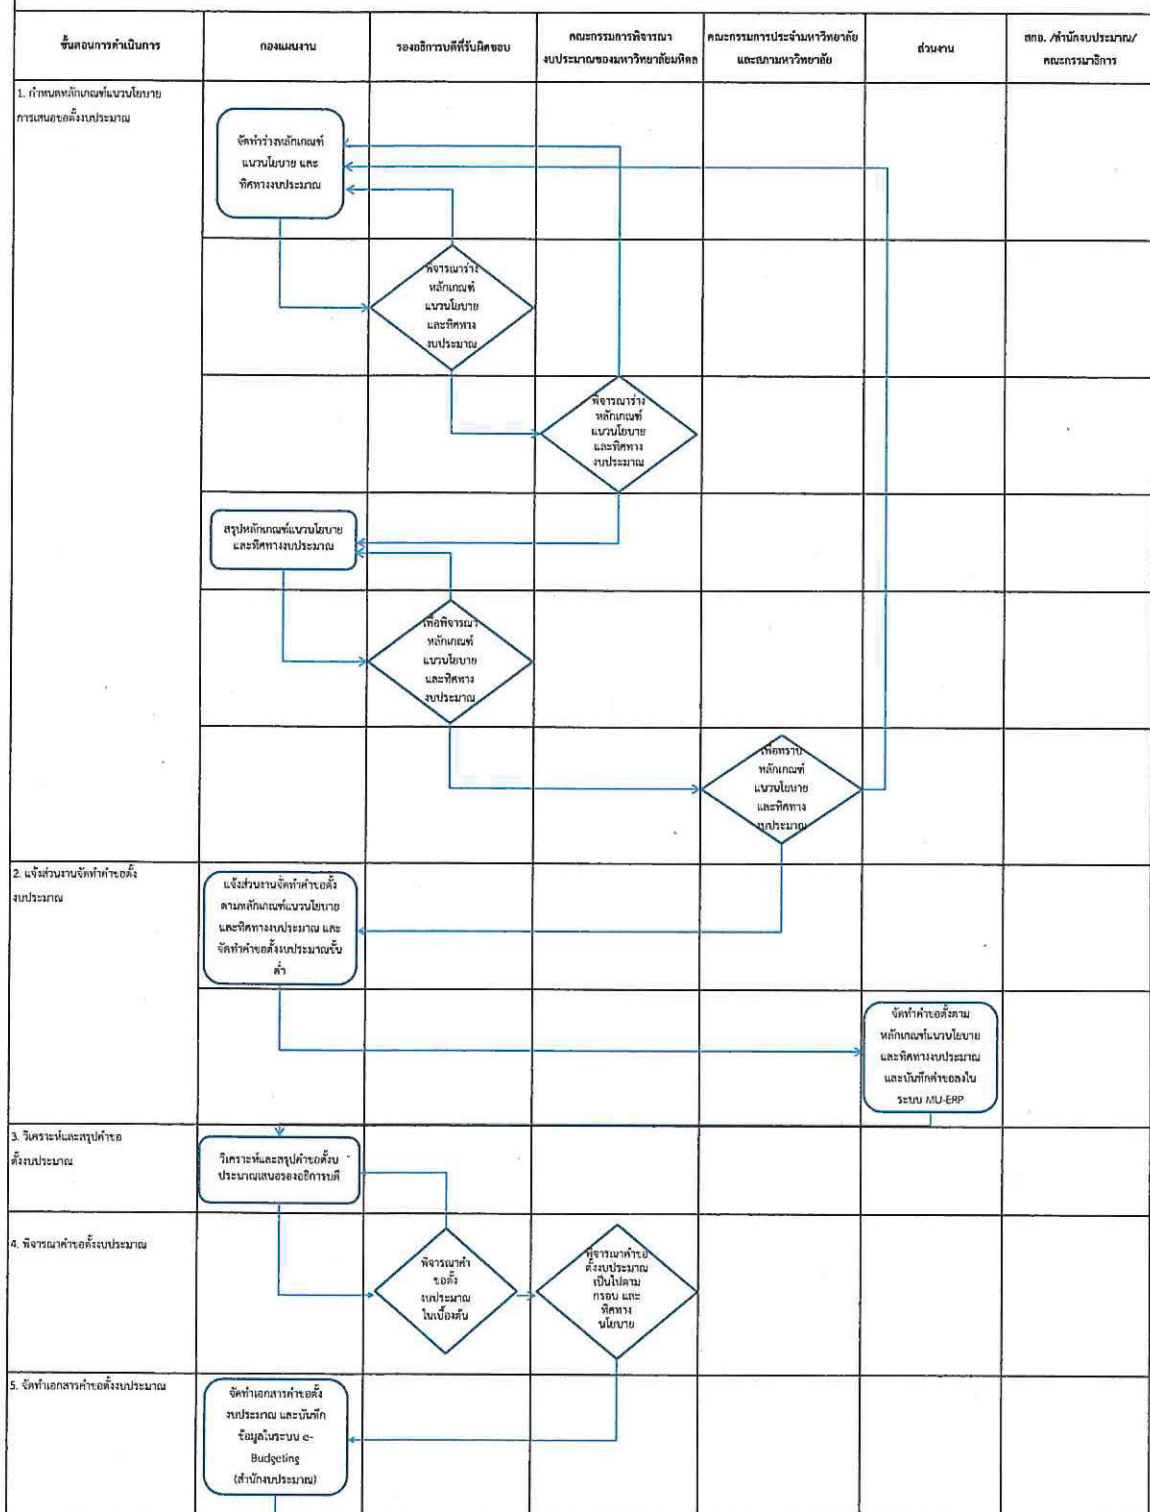 ขั้นตอนการดำเนินการ
กองแผนงาน
รองอธิการบดีที่รับผิดชอบ
คณะกรรมการพิจารณา
งบประมาณของมหาวิทยาลัยมหิดล
คณะกรรมการประจำมหาวิทยาลัย
และสภามหาวิทยาลัย
ส่วนงาน
สกอ. /สำนักงบประมาณ/
คณะกรรมาธิการ
1. กำหนดหลักเกณฑ์แนวนโยบาย
การเสนอขอตั้งงบประมาณ
จัดทำร่างหลักเกณฑ์
แนวนโยบาย และ
ทิศทางงบประมาณ
พิจารณาร่าง
หลักเกณฑ์
แนวนโยบาย
และทิศทาง
งบประมาณ
พิจารณาร่าง
หลักเกณฑ์
แนวนโยบาย
และทิศทาง
งบประมาณ
สรุปหลักเกณฑ์แนวนโยบาย
และทิศทางงบประมาณ
เพื่อพิจารณา
หลักเกณฑ์
แนวนโยบาย
และทิศทาง
งบประมาณ
เพื่อทราบ
หลักเกณฑ์
แนวนโยบาย
และทิศทาง
งบประมาณ
2. แจ้งส่วนงานจัดทำคำขอตั้ง
งบประมาณ
แจ้งส่วนงานจัดทำคำขอตั้ง
ตามหลักเกณฑ์แนวนโยบาย
และทิศทางงบประมาณ และ
จัดทำคำขอตั้งงบประมาณขั้น
ต่ำ
จัดทำคำขอตั้งตาม
หลักเกณฑ์แนวนโยบาย
และทิศทางงบประมาณ
และบันทึกคำขอลงใน
ระบบ MU-ERP
3. วิเคราะห์และสรุปคำขอ
ตั้งงบประมาณ
วิเคราะห์และสรุปคำขอตั้งงบ
ประมาณเสนอรองอธิการบดี
4. พิจารณาคำขอตั้งงบประมาณ
พิจารณาคำ
ขอตั้ง
งบประมาณ
ในเบื้องต้น
พิจารณาคำขอ
ตั้งงบประมาณ
เป็นไปตาม
กรอบ และ
ทิศทาง
นโยบาย
5. จัดทำเอกสารคำขอตั้งงบประมาณ
จัดทำเอกสารคำขอตั้ง
งบประมาณ และบันทึก
ข้อมูลในระบบ e-
Budgeting
(สำนักงบประมาณ)